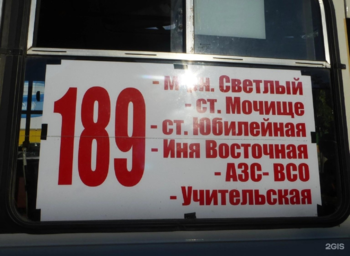 189
- м-н. Светлый
- ст. Мочище
- ст. Юбилейная
- Иня Восточная
- АЗС- ВСО
- Учительская
2GIS